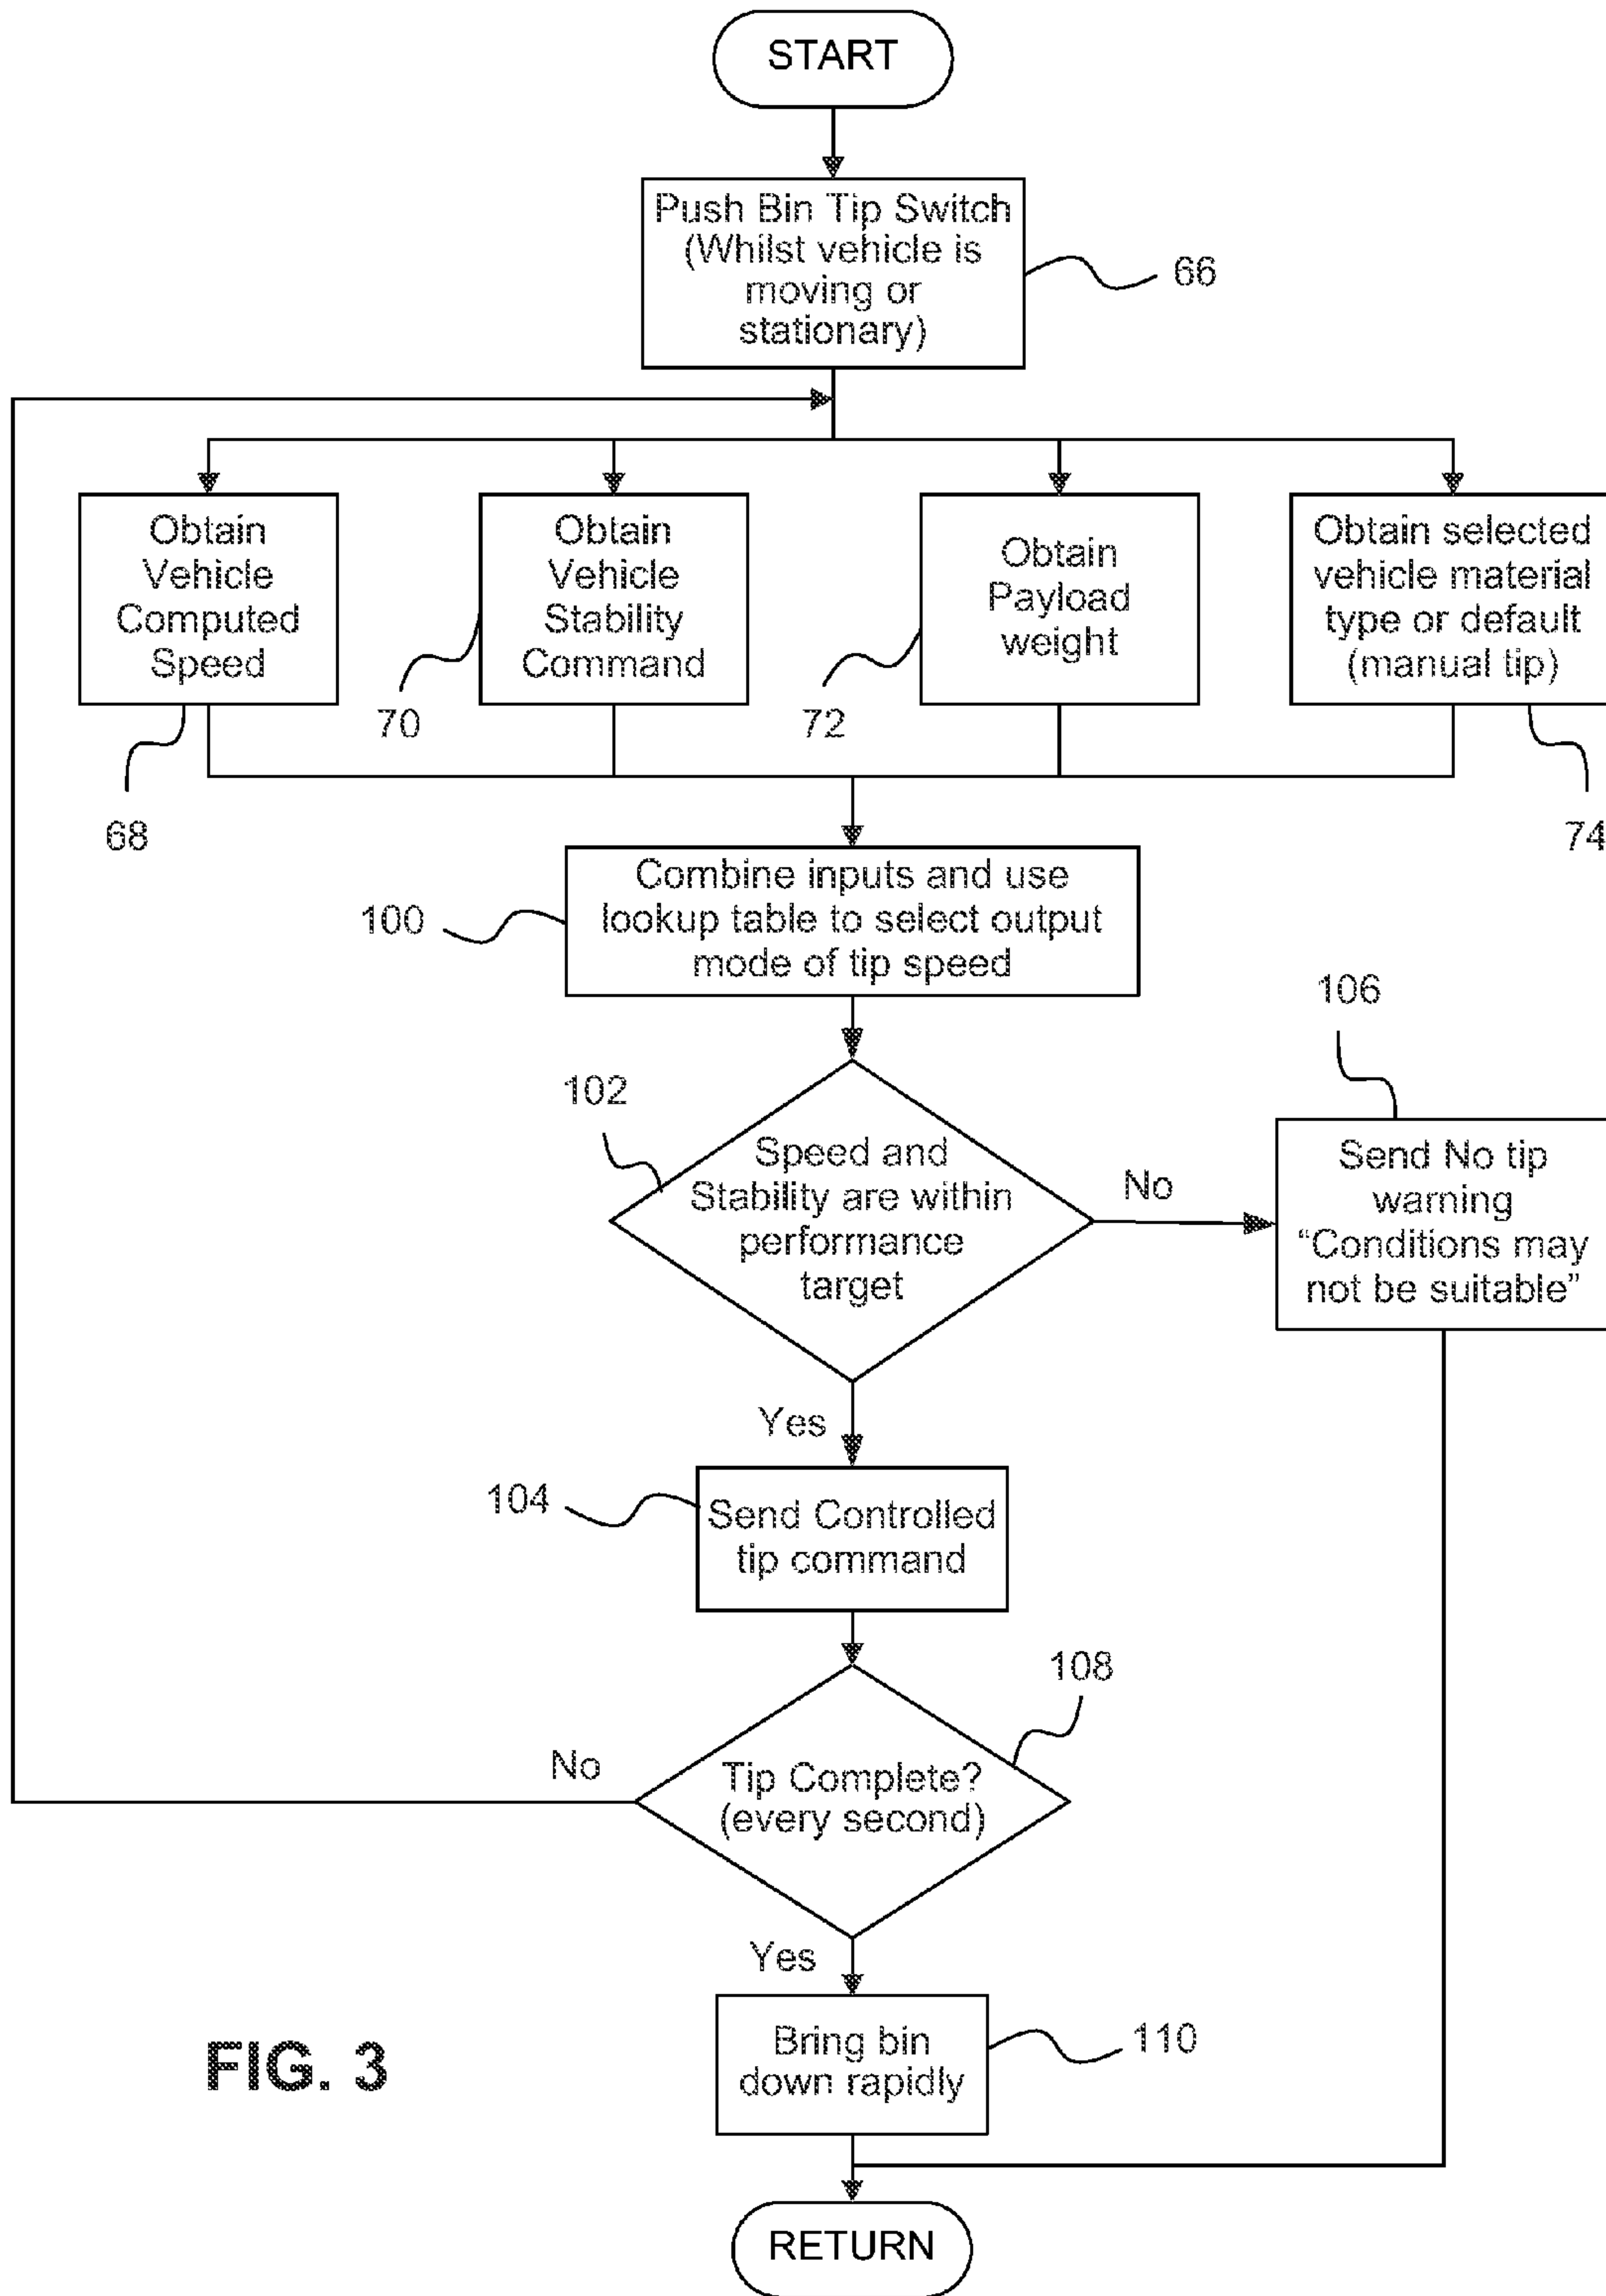 START
Push Bin Tip Switch
(Whilst vehicle is
moving or
stationary)
66
Obtain
Vehicle
Computed
Speed
68
Obtain
Vehicle
Stability
Command
70
Obtain
Payload
weight
72
Obtain selected
vehicle material
type or default
(manual tip)
74
Combine inputs and use
lookup table to select output
mode of tip speed
100
102
Speed and
Stability are within
performance
target
No
106
Send No tip
warning
“Conditions may
not be suitable”
Yes
104
Send Controlled
tip command
108
Tip Complete?
(every second)
No
Yes
Bring bin
down rapidly
110
FIG. 3
RETURN